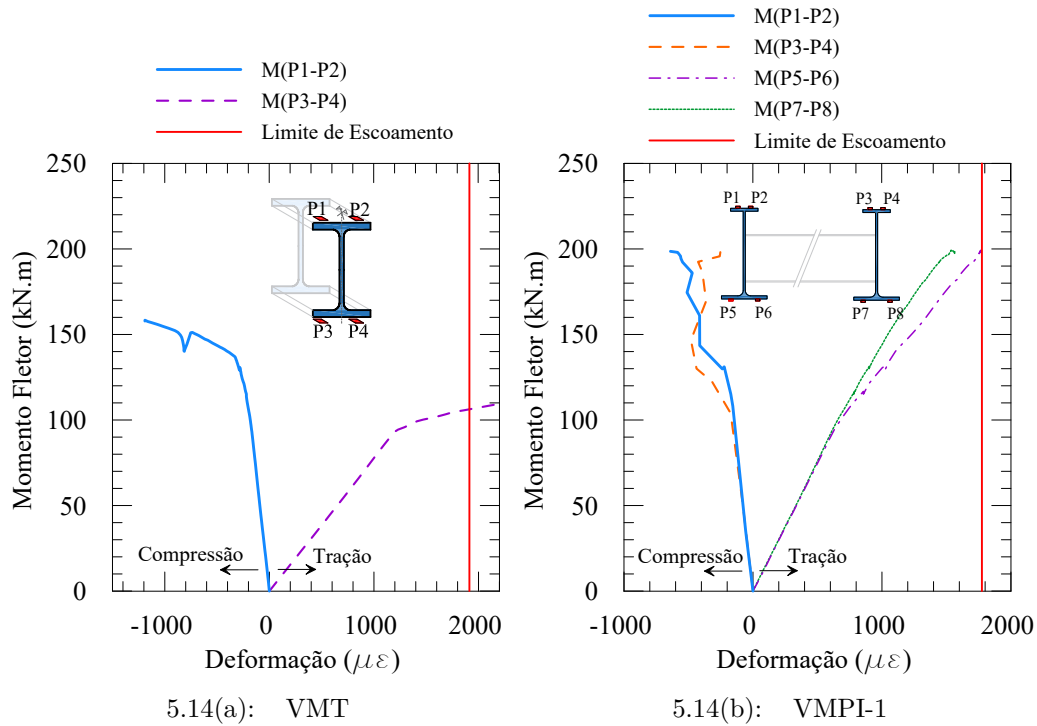 M(P1-P2)
M(P3-P4)
Limite de Escoamento
250
200
150
100
50
0
Momento Fletor (kN.m)
P1 P2
P3 P4
Compressão
Tração
-1000 0 1000 2000
Deformação (με)
5.14(a): VMT
M(P1-P2)
M(P3-P4)
M(P5-P6)
M(P7-P8)
Limite de Escoamento
250
200
150
100
50
0
Momento Fletor (kN.m)
P1 P2
P3 P4
P5 P6
P7 P8
Compressão
Tração
-1000 0 1000 2000
Deformação (με)
5.14(b): VMPI-1